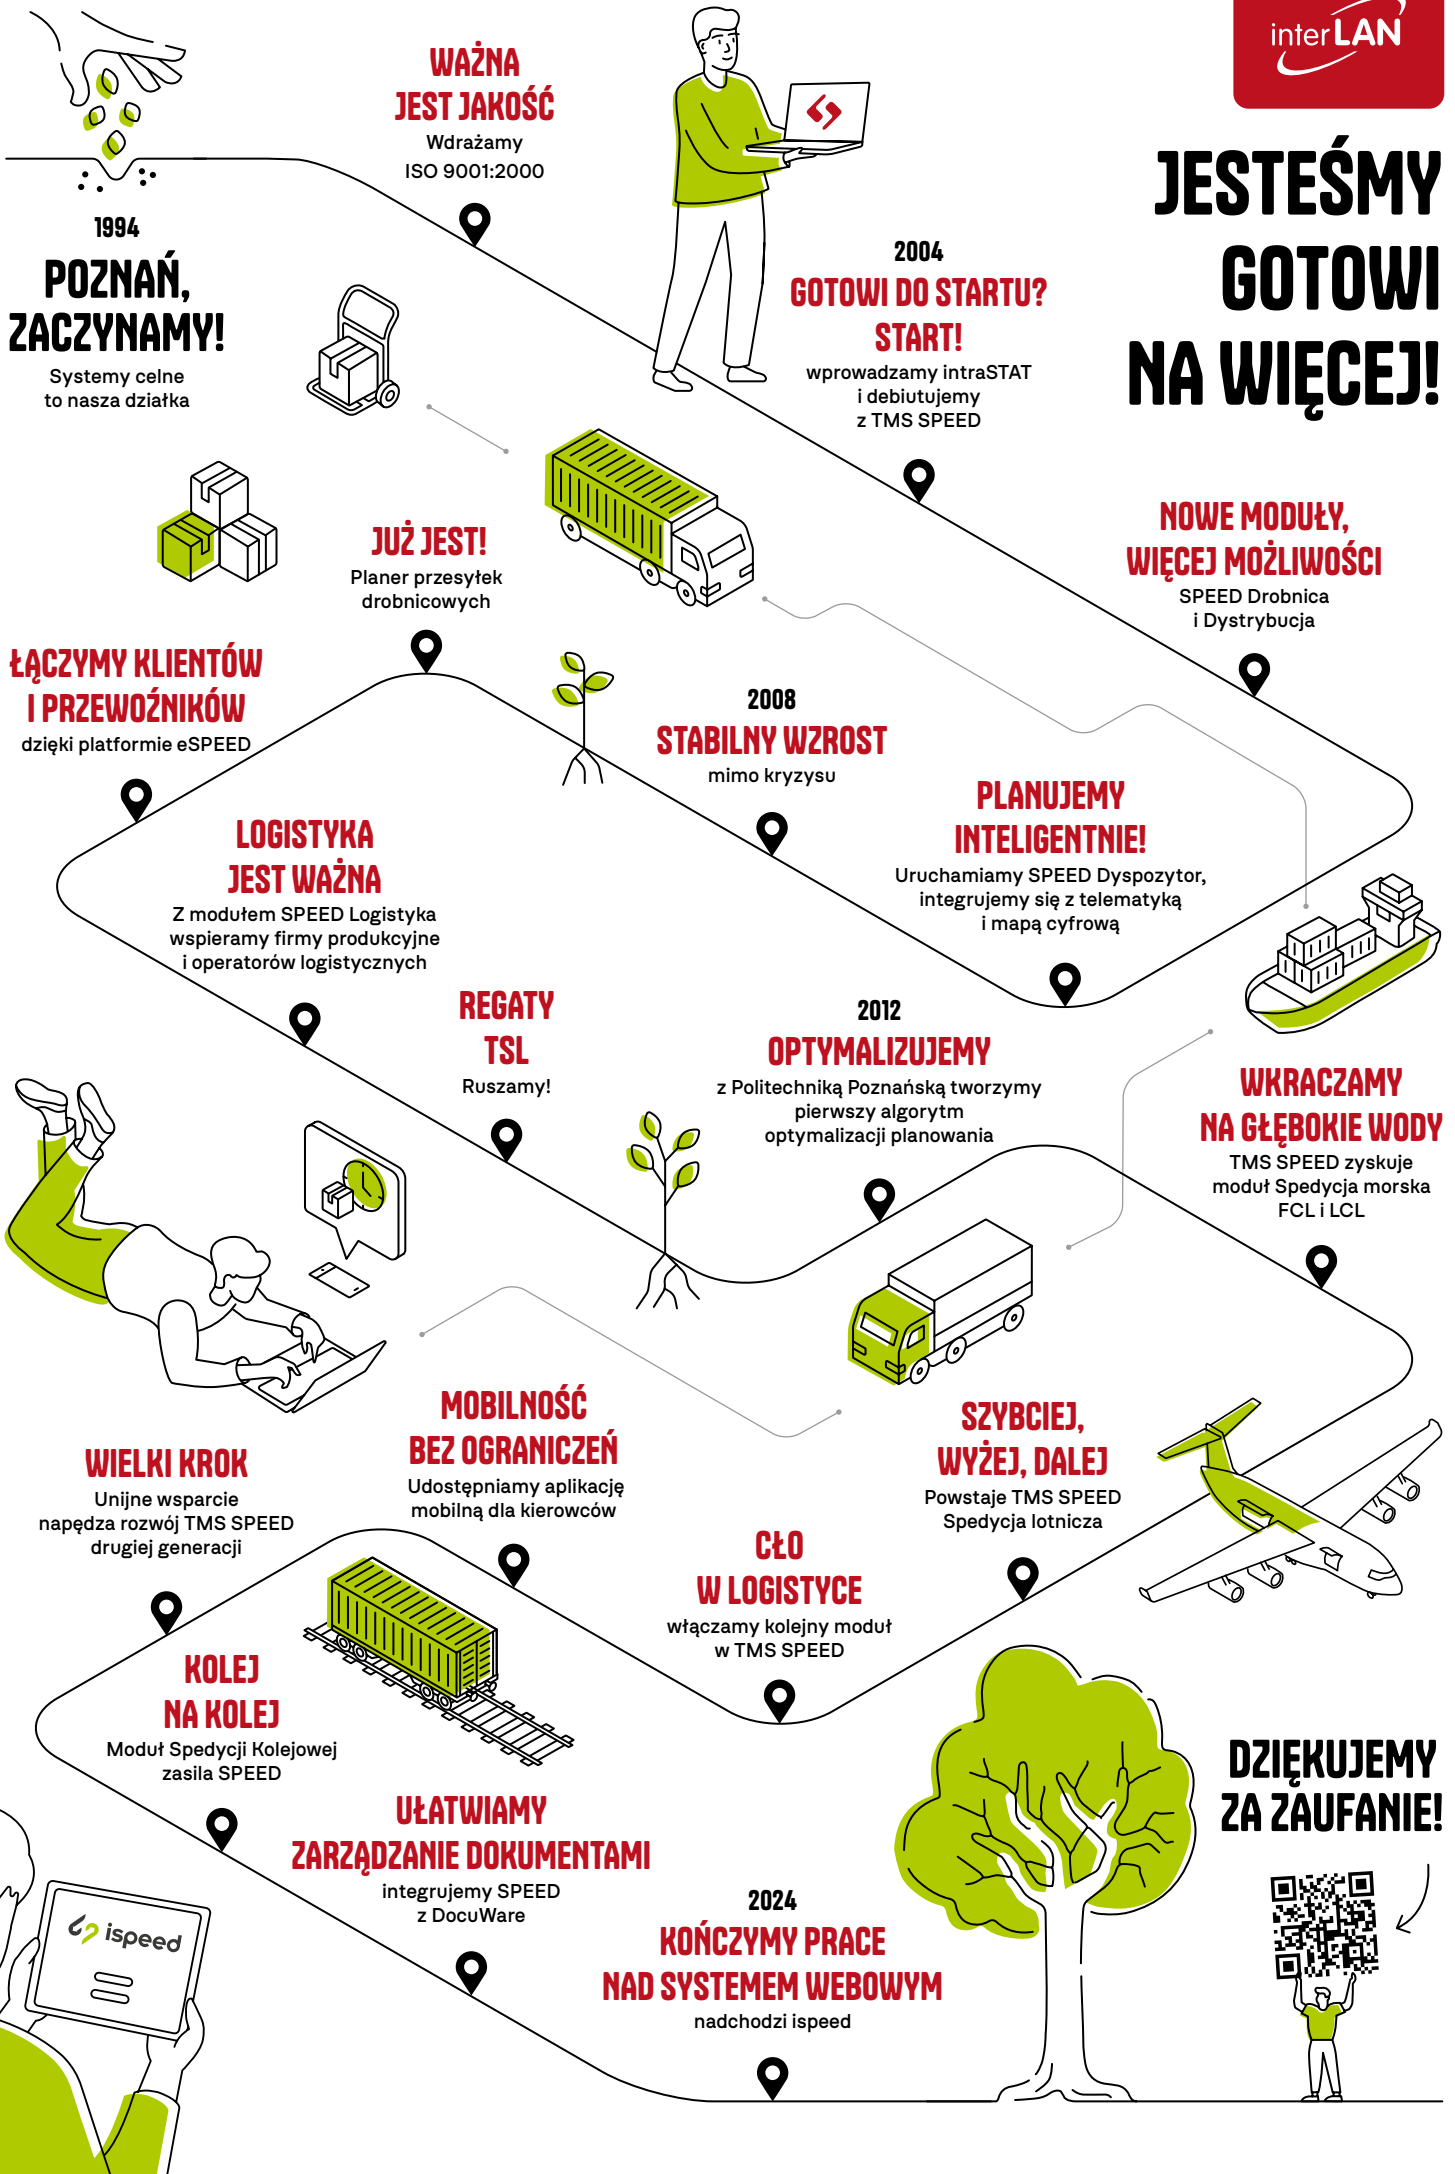 interLAN
JESTEŚMY
GOTOWI
NA WIĘCEJ!
1994
POZNAŃ,
ZACZYNAMY!
Systemy celne
to nasza działka
WAŻNA
JEST JAKOŚĆ
Wdrażamy
ISO 9001:2000
2004
GOTOWI DO STARTU?
START!
wprowadzamy intraSTAT
i debiutujemy
z TMS SPEED
NOWE MODUŁY,
WIĘCEJ MOŻLIWOŚCI
SPEED Drobnica
i Dystrybucja
PLANUJEMY
INTELIGENTNIE!
Uruchamiamy SPEED Dyspozytor,
integrujemy się z telematyką
i mapą cyfrową
2008
STABILNY WZROST
mimo kryzysu
JUŻ JEST!
Planer przesyłek
drobnicowych
ŁĄCZYMY KLIENTÓW
I PRZEWOŹNIKÓW
dzięki platformie eSPEED
LOGISTYKA
JEST WAŻNA
Z modułem SPEED Logistyka
wspieramy firmy produkcyjne
i operatorów logistycznych
REGATY
TSL
Ruszamy!
2012
OPTYMALIZUJEMY
z Politechniką Poznańską tworzymy
pierwszy algorytm
optymalizacji planowania
WKRACZAMY
NA GŁĘBOKIE WODY
TMS SPEED zyskuje
moduł Spedycja morska
FCL i LCL
SZYBCIEJ,
WYŻEJ, DALEJ
Powstaje TMS SPEED
Spedycja lotnicza
CŁO
W LOGISTYCE
włączamy kolejny moduł
w TMS SPEED
MOBILNOŚĆ
BEZ OGRANICZEŃ
Udostępniamy aplikację
mobilną dla kierowców
WIELKI KROK
Unijne wsparcie
napędza rozwój TMS SPEED
drugiej generacji
KOLEJ
NA KOLEJ
Moduł Spedycji Kolejowej
zasila SPEED
UŁATWIAMY
ZARZĄDZANIE DOKUMENTAMI
integrujemy SPEED
z DocuWare
2024
KOŃCZYMY PRACE
NAD SYSTEMEM WEBOWYM
nadchodzi ispeed
ispeed
DZIĘKUJEMY
ZA ZAUFANIE!